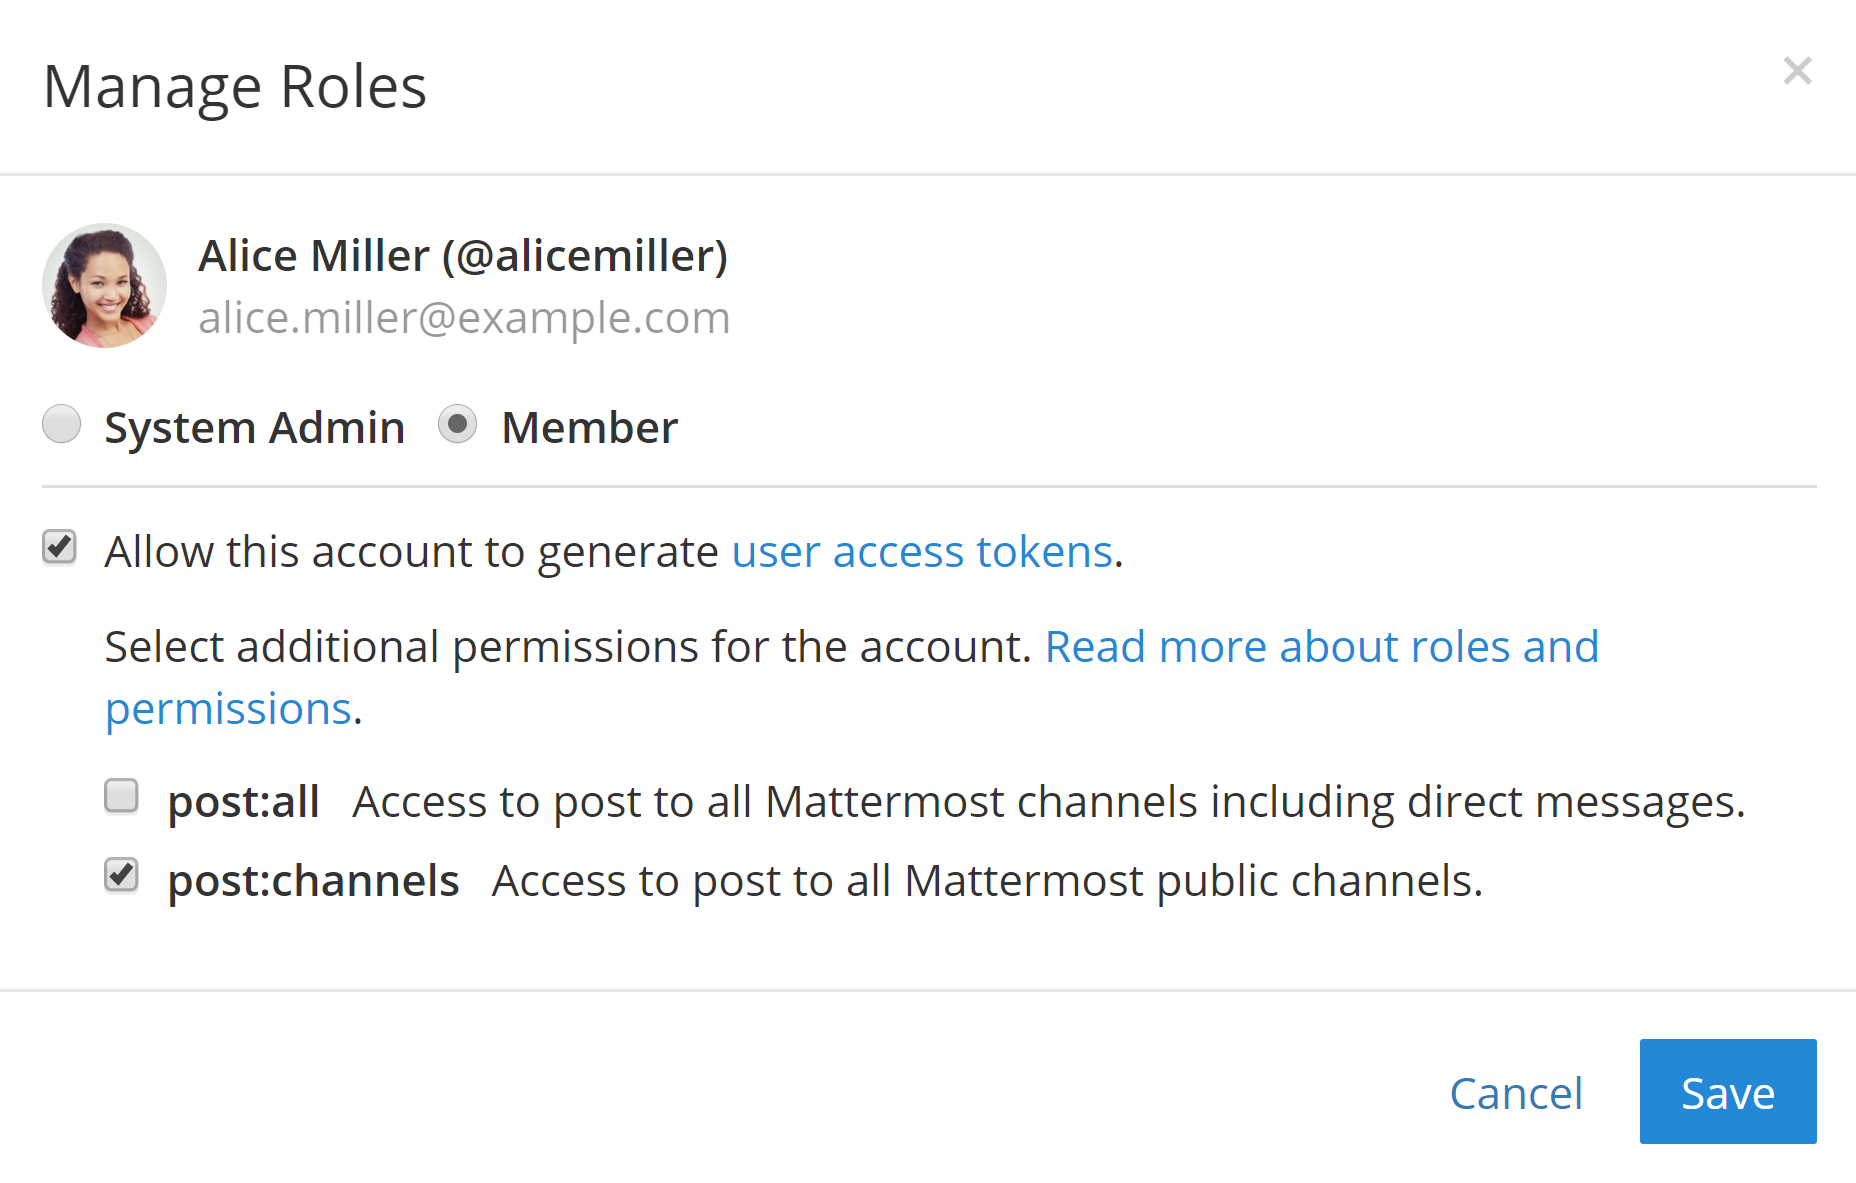 Manage Roles
×
Alice Miller (@alicemiller)
alice.miller@example.com
System Admin Member
Allow this account to generate user access tokens.
Select additional permissions for the account. Read more about roles and
permissions.
post:all Access to post to all Mattermost channels including direct messages.
post:channels Access to post to all Mattermost public channels.
Cancel Save